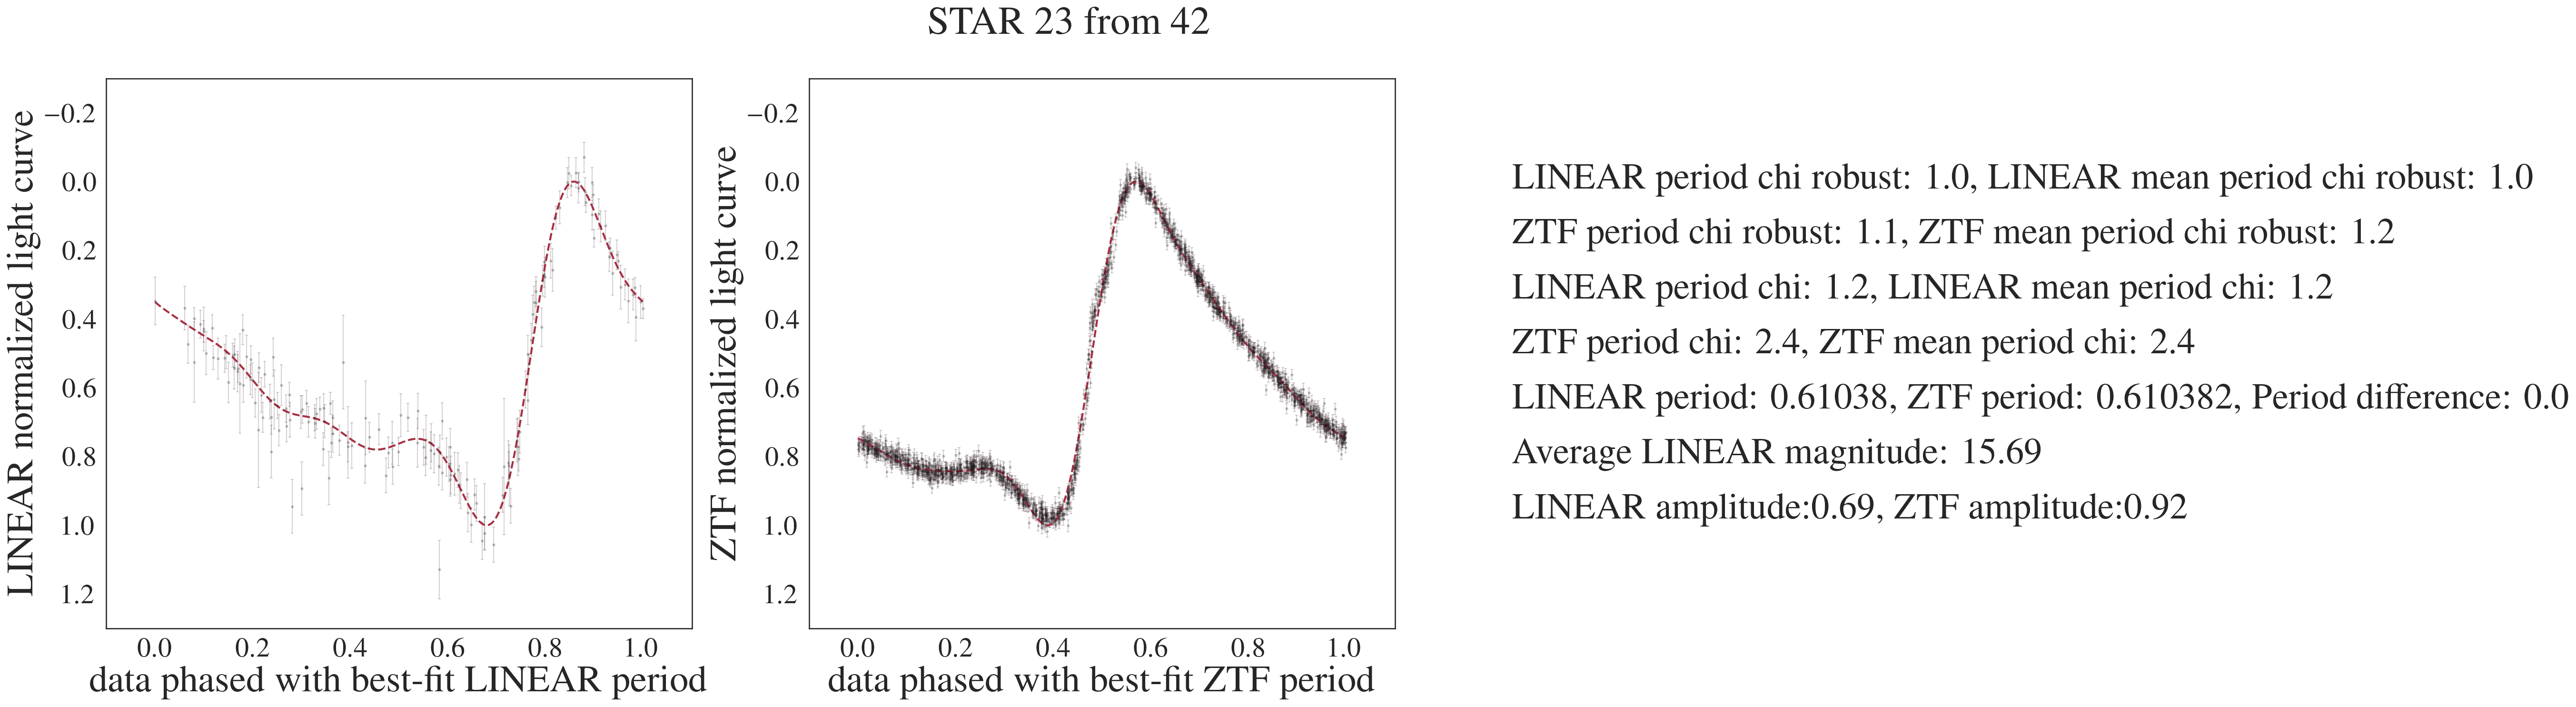 STAR 23 from 42
LINEAR normalized light curve
−0.2
0.0
0.2
0.4
0.6
0.8
1.0
1.2
0.0 0.2 0.4 0.6 0.8 1.0
data phased with best-fit LINEAR period
ZTF normalized light curve
−0.2
0.0
0.2
0.4
0.6
0.8
1.0
1.2
0.0 0.2 0.4 0.6 0.8 1.0
data phased with best-fit ZTF period
LINEAR period chi robust: 1.0, LINEAR mean period chi robust: 1.0
ZTF period chi robust: 1.1, ZTF mean period chi robust: 1.2
LINEAR period chi: 1.2, LINEAR mean period chi: 1.2
ZTF period chi: 2.4, ZTF mean period chi: 2.4
LINEAR period: 0.61038, ZTF period: 0.610382, Period difference: 0.0
Average LINEAR magnitude: 15.69
LINEAR amplitude:0.69, ZTF amplitude:0.92